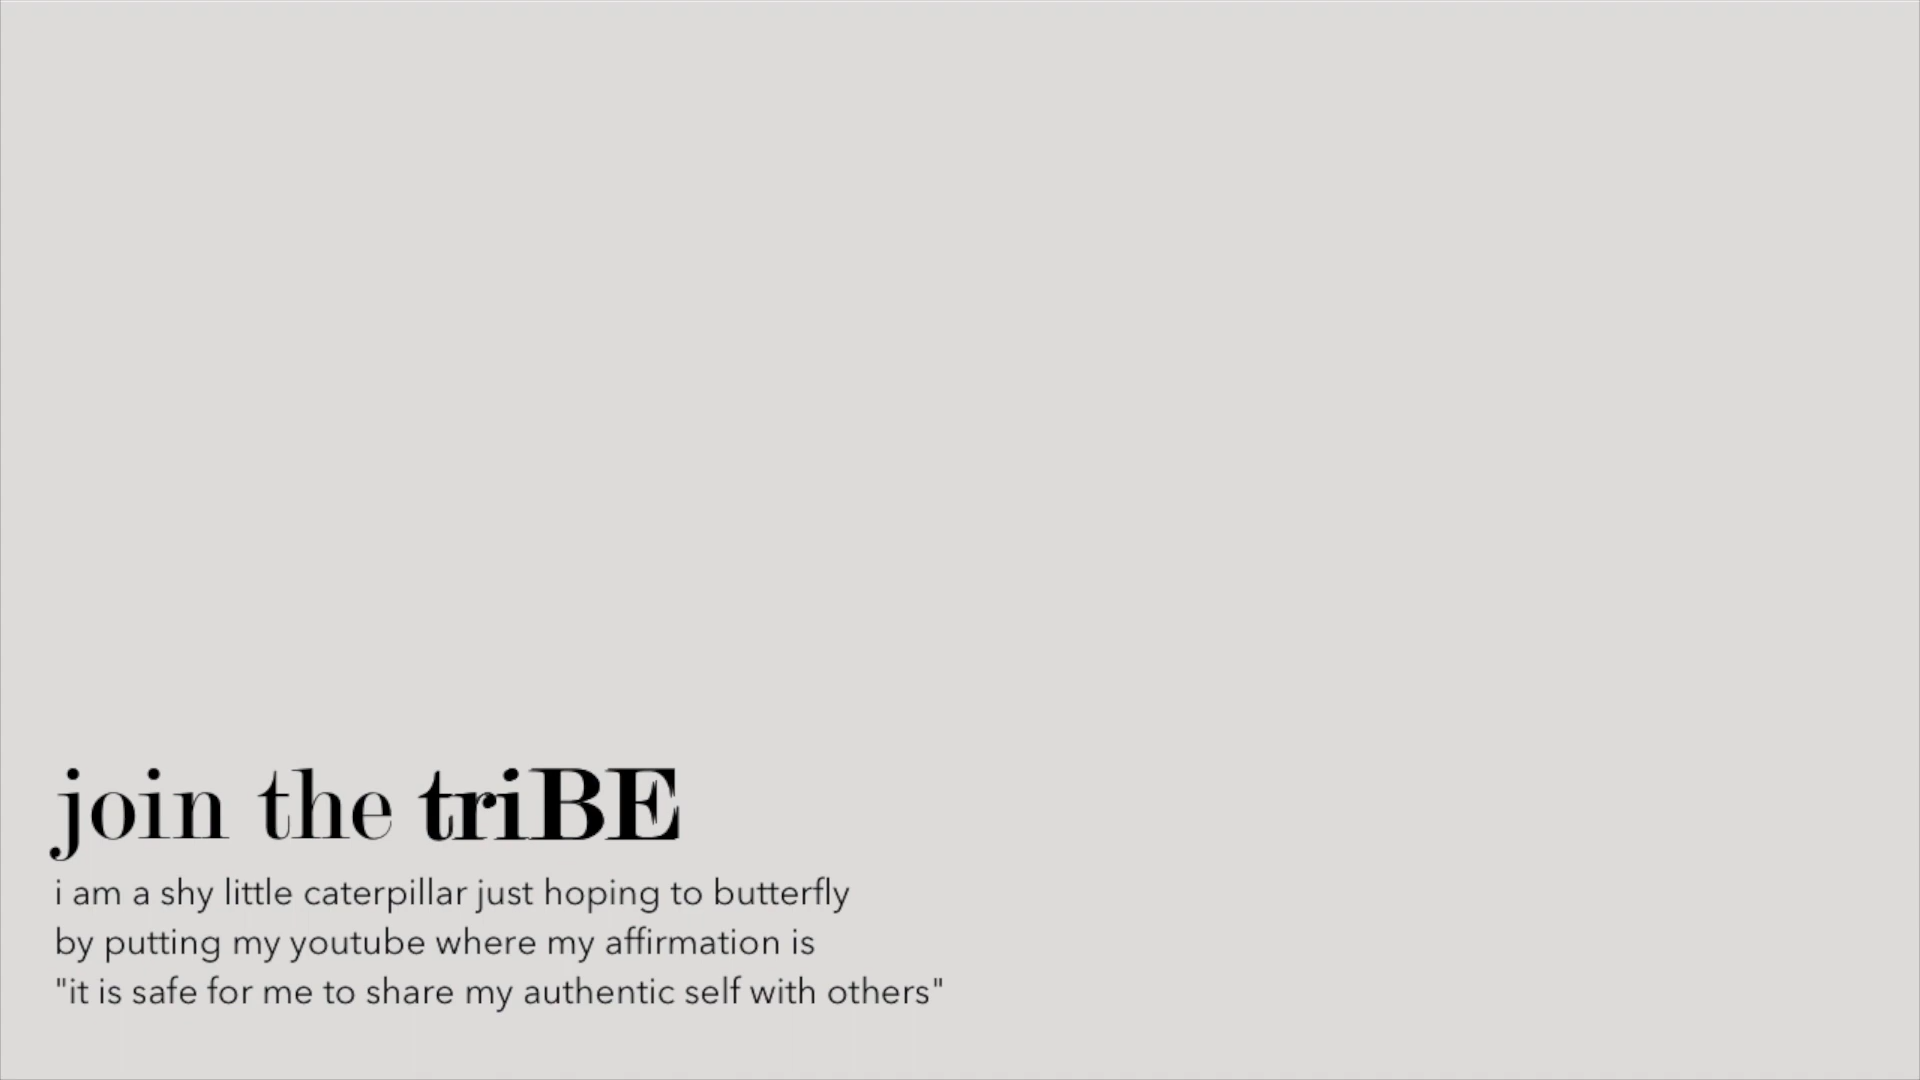 join the triBE
i am a shy little caterpillar just hoping to butterfly
by putting my youtube where my affirmation is
"it is safe for me to share my authentic self with others"